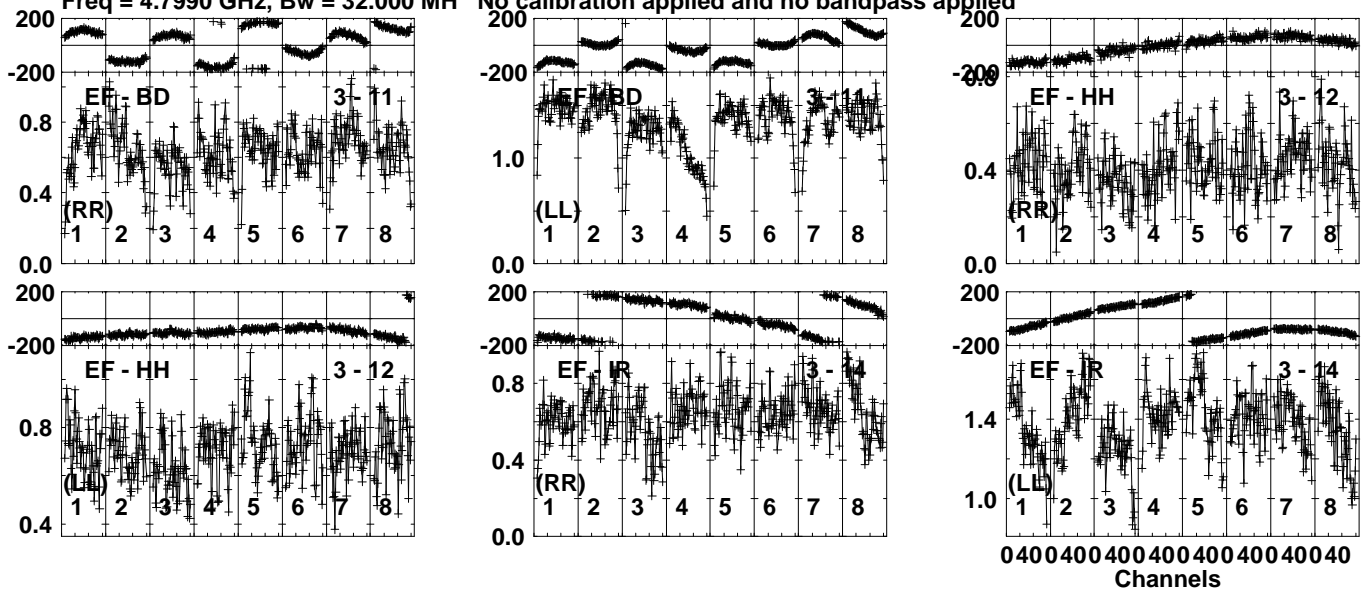 Freq = 4.7990 GHz, Bw = 32.000 MH No calibration applied and no bandpass applied
200
-200
EF - BD 3 - 11
0.8
0.4
(RR)
1 2 3 4 5 6 7 8
0.0
200
-200
EF - BD 3 - 11
1.0
(LL)
1 2 3 4 5 6 7 8
0.0
200
-200
0.8
EF - HH 3 - 12
0.4
(RR)
1 2 3 4 5 6 7 8
0.0
200
-200
EF - HH 3 - 12
0.8
(LL)
1 2 3 4 5 6 7 8
0.4
200
-200
EF - IR 3 - 14
0.8
0.4
(RR)
1 2 3 4 5 6 7 8
0.0
200
-200
EF - IR 3 - 14
1.4
1.0
(LL)
1 2 3 4 5 6 7 8
0 40 0 40 0 40 0 40 0 40 0 40 0 40 0 40
Channels